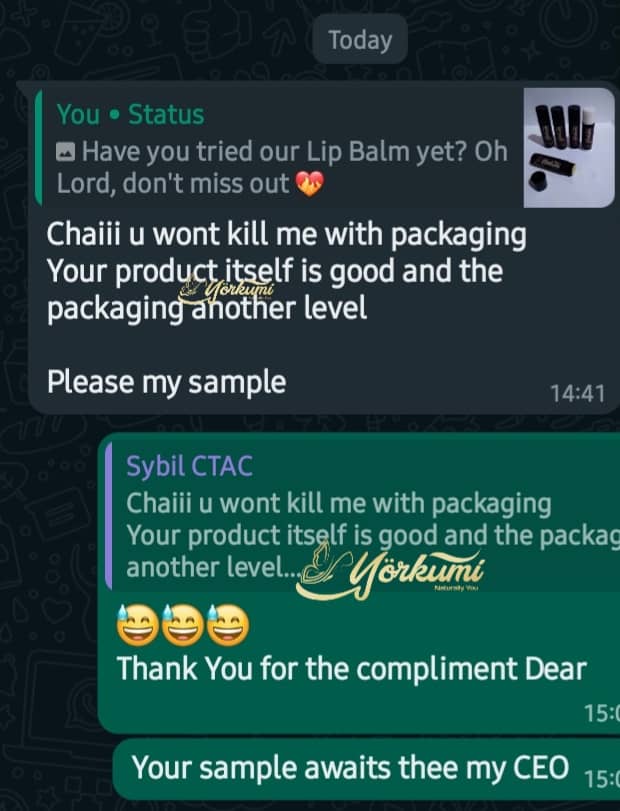 Today
You • Status
Have you tried our Lip Balm yet? Oh
Lord, don't miss out
Chaiii u wont kill me with packaging
Your product itself is good and the
packaging another level
Yörkumi
Please my sample
14:41
Sybil CTAC
Chaiii u wont kill me with packaging
Your product itself is good and the packag
another level...
Yörkumi
Naturally You
Thank You for the compliment Dear
15:0
Your sample awaits thee my CEO
15:0